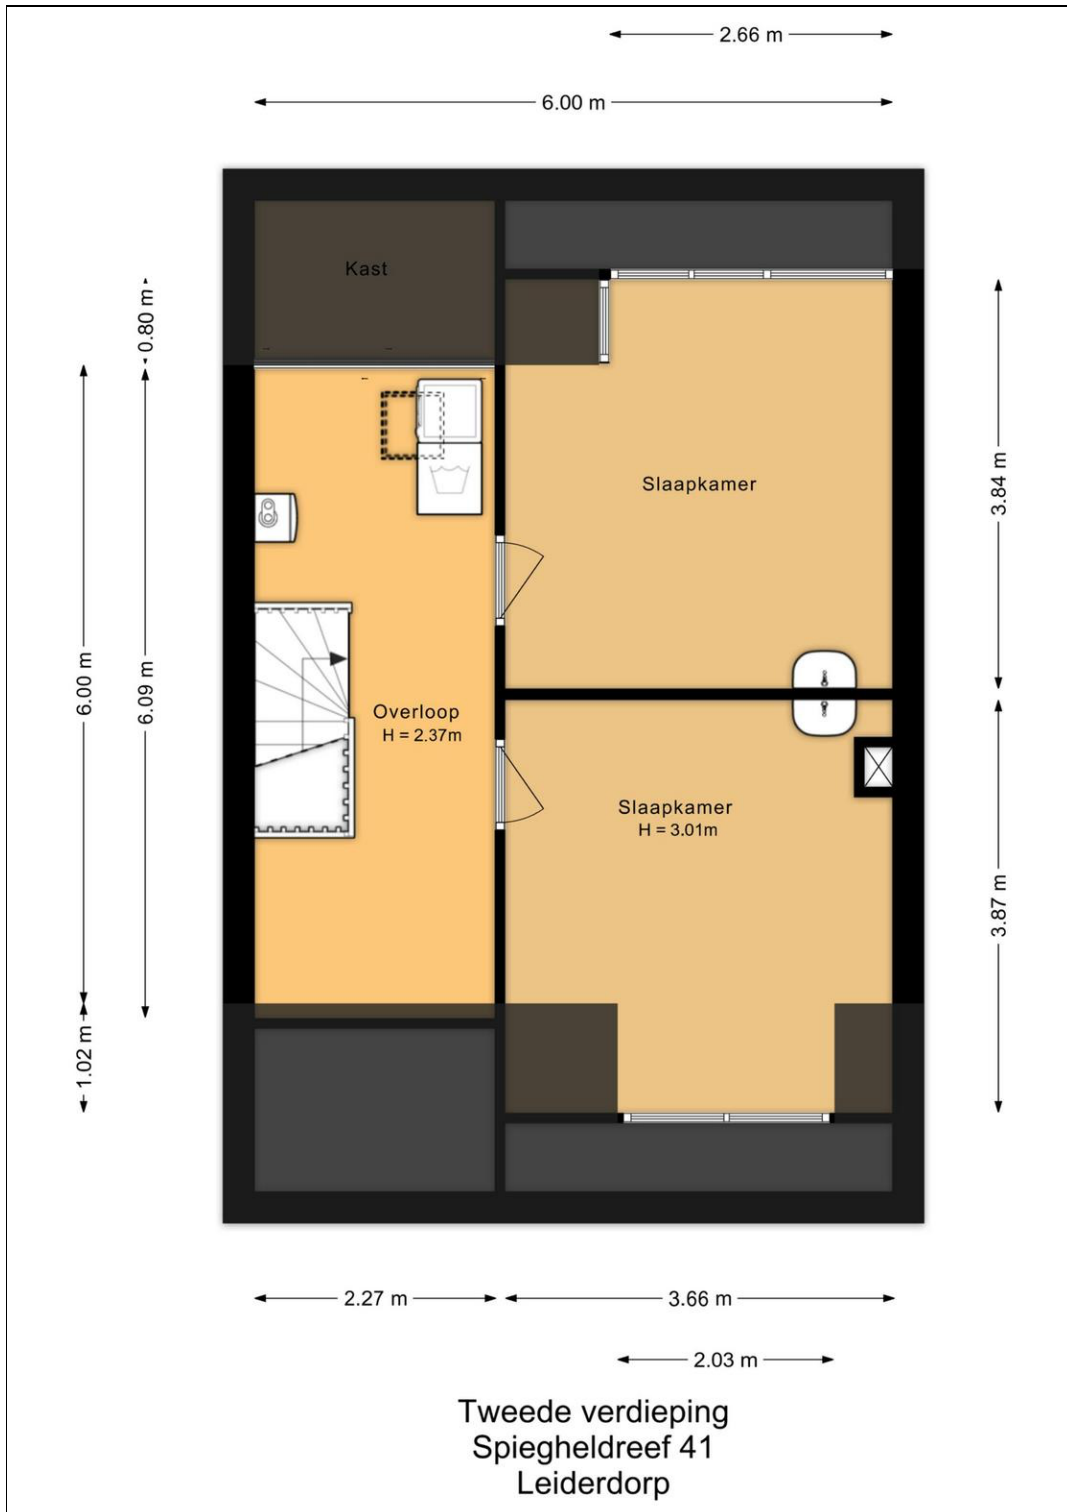 2.66 m
6.00 m
Kast
0.80 m
Slaapkamer
3.84 m
6.00 m
6.09 m
Overloop
H = 2.37m
Slaapkamer
H = 3.01m
3.87 m
1.02 m
2.27 m
3.66 m
2.03 m
Tweede verdieping
Spiegheldreef 41
Leiderdorp